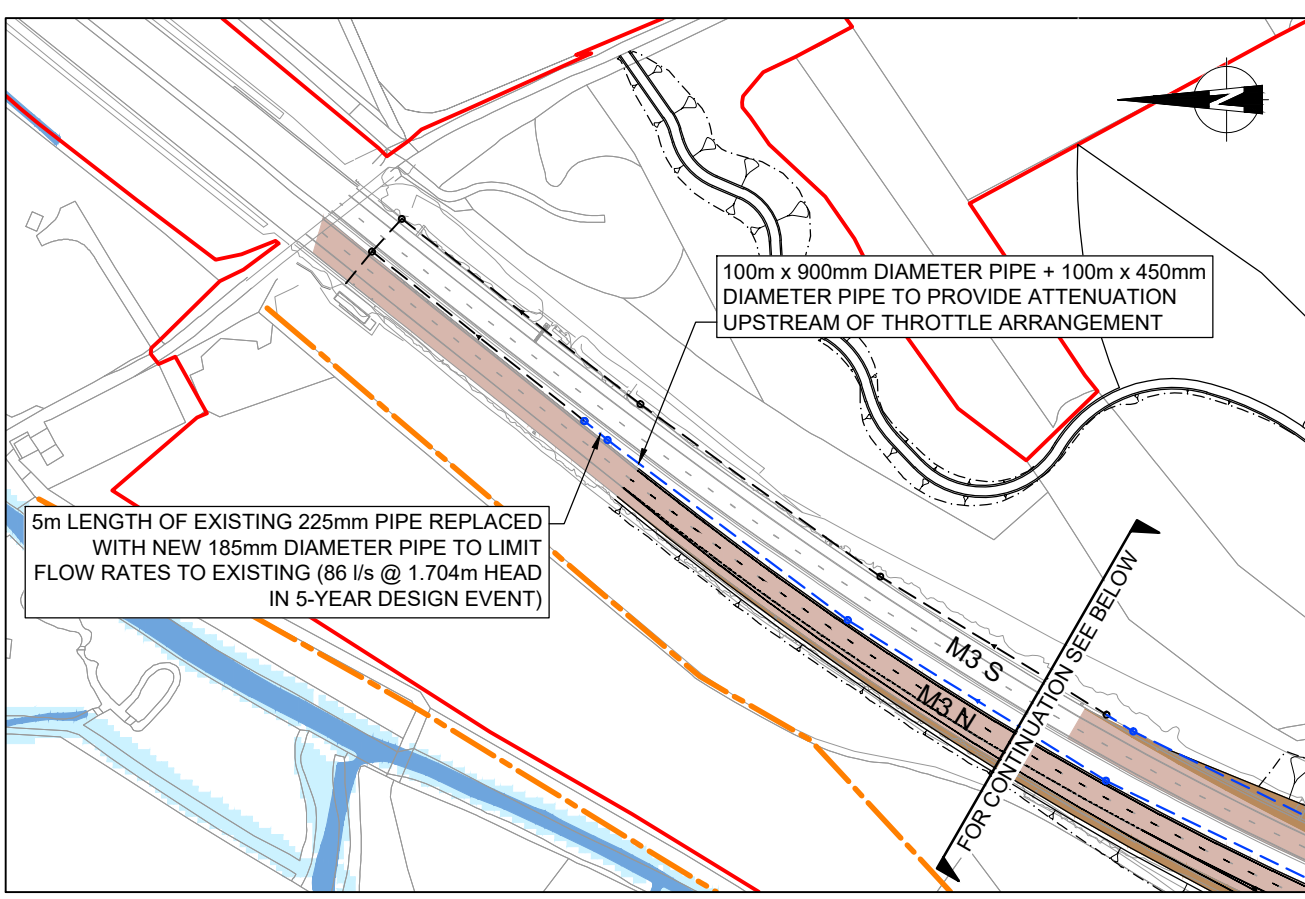 N
100m x 900mm DIAMETER PIPE + 100m x 450mm
DIAMETER PIPE TO PROVIDE ATTENUATION
UPSTREAM OF THROTTLE ARRANGEMENT
5m LENGTH OF EXISTING 225mm PIPE REPLACED
WITH NEW 185mm DIAMETER PIPE TO LIMIT
FLOW RATES TO EXISTING (86 l/s @ 1.704m HEAD
IN 5-YEAR DESIGN EVENT)
M3 S
M3 N
FOR CONTINUATION SEE BELOW